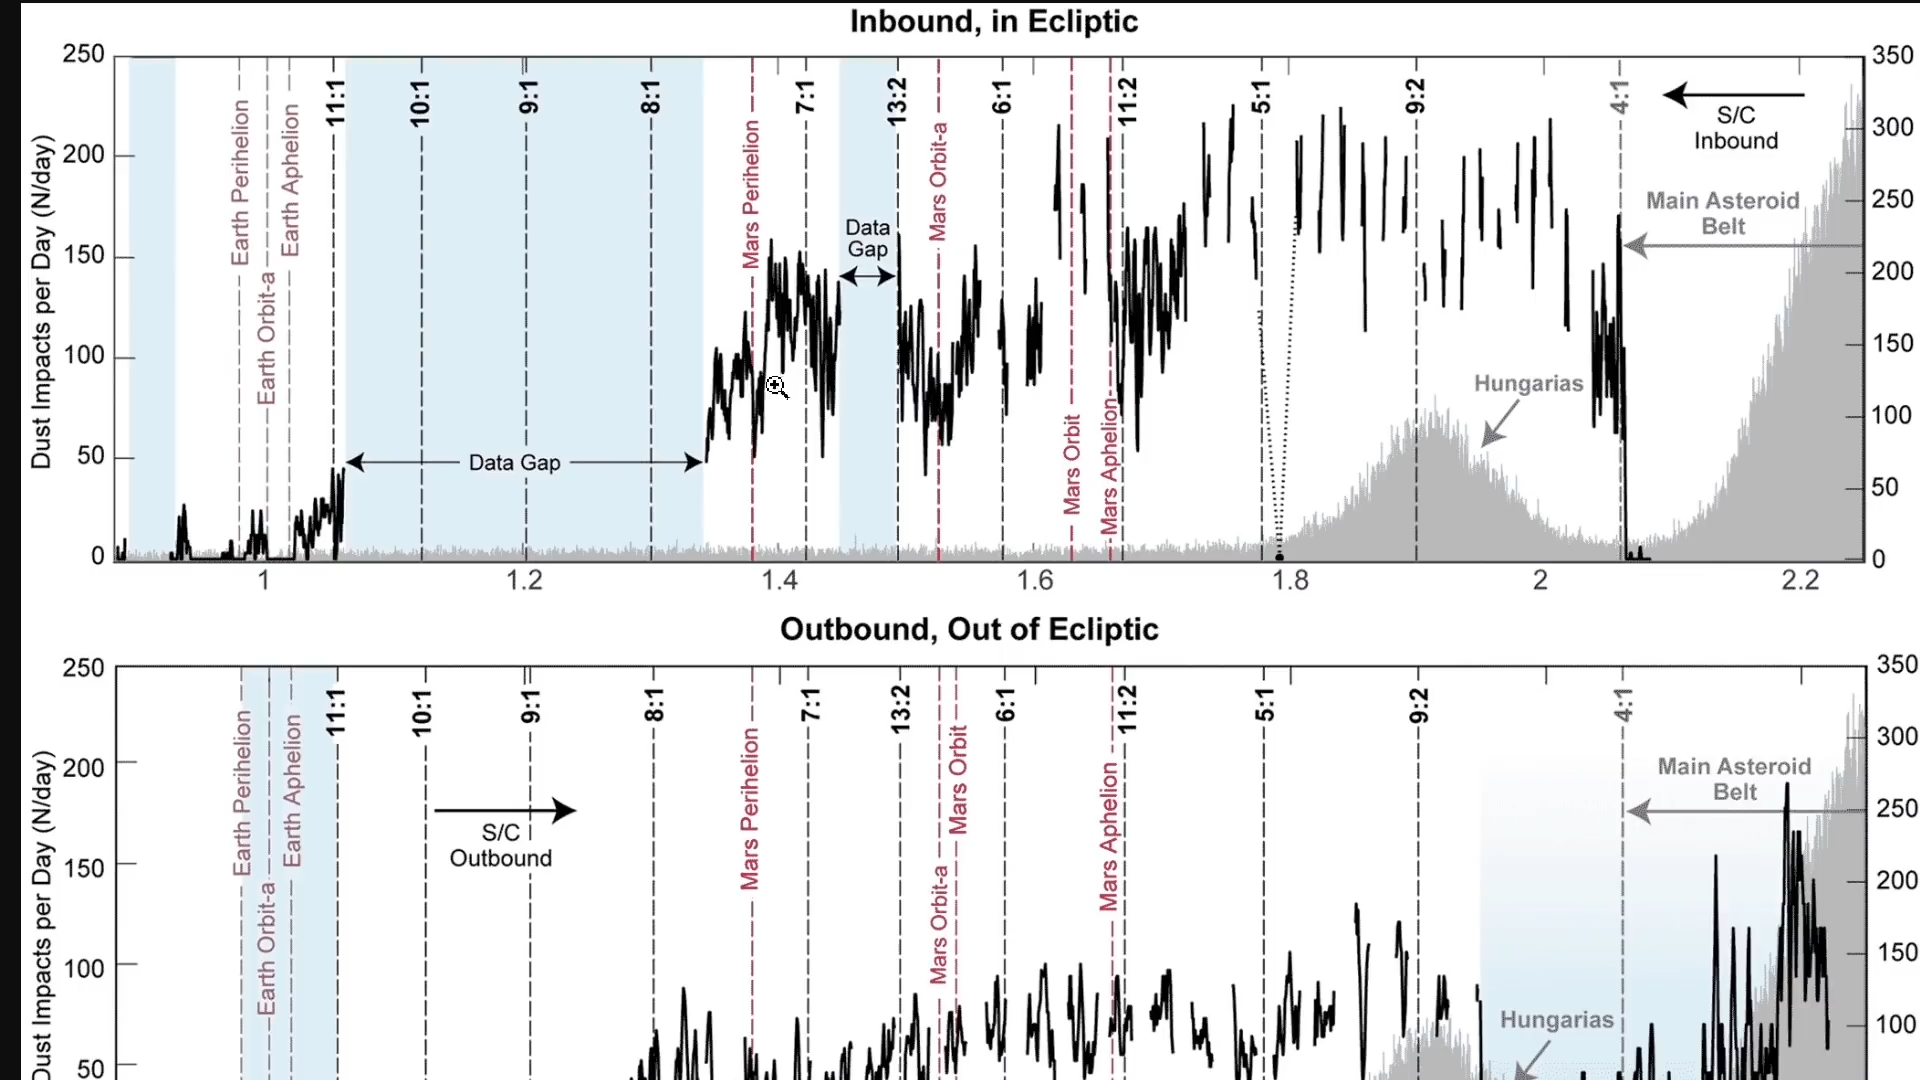 Inbound, in Ecliptic
250
200
150
100
50
0
Dust Impacts per Day (N/day)
Earth Perihelion
Earth Orbit-a
Earth Aphelion
11:1
10:1
9:1
8:1
Mars Perihelion
7:1
Data
Gap
13:2
Mars Orbit-a
6:1
Mars Orbit
Mars Aphelion
11:2
5:1
9:2
4:1
S/C
Inbound
Main Asteroid
Belt
Hungarias
Data Gap
350
300
250
200
150
100
50
0
1
1.2
1.4
1.6
1.8
2
2.2
Outbound, Out of Ecliptic
250
200
150
100
50
Dust Impacts per Day (N/day)
Earth Perihelion
Earth Orbit-a
Earth Aphelion
11:1
10:1
9:1
8:1
S/C
Outbound
Mars Perihelion
7:1
13:2
Mars Orbit-a
Mars Orbit
6:1
Mars Aphelion
11:2
5:1
9:2
4:1
Main Asteroid
Belt
Hungarias
350
300
250
200
150
100